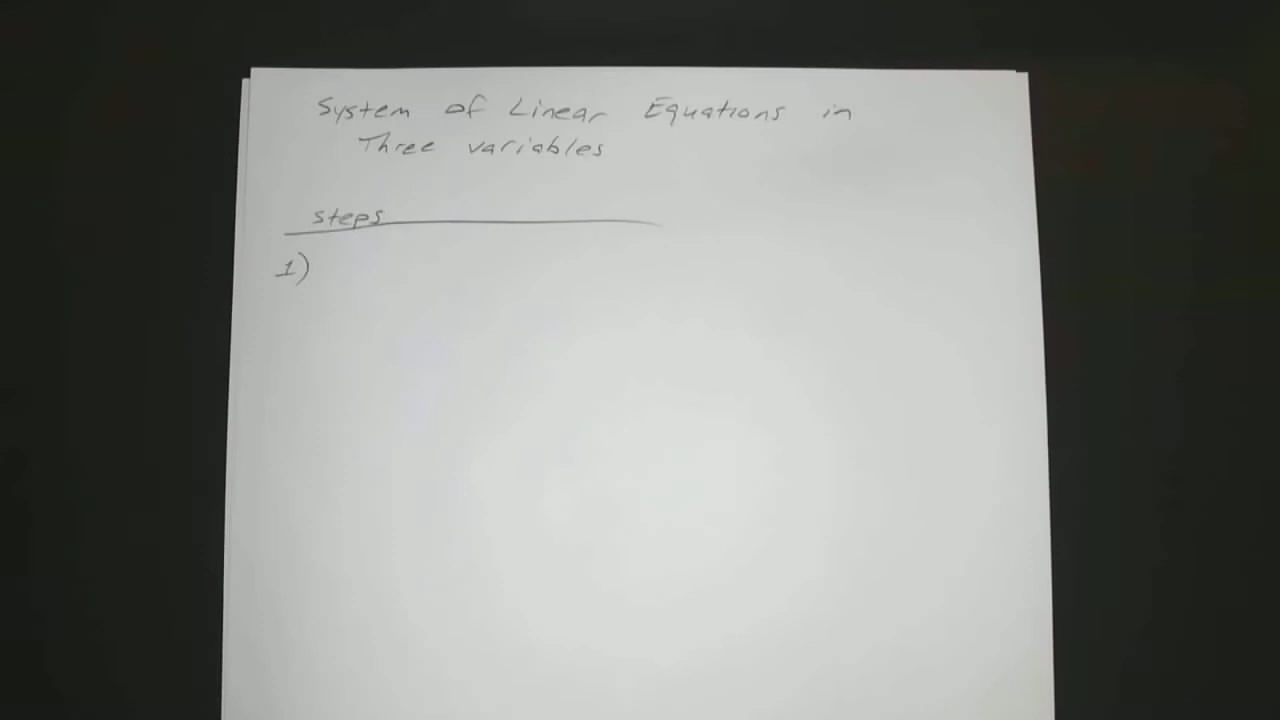 System of Linear Equations in
Three variables
steps
1)